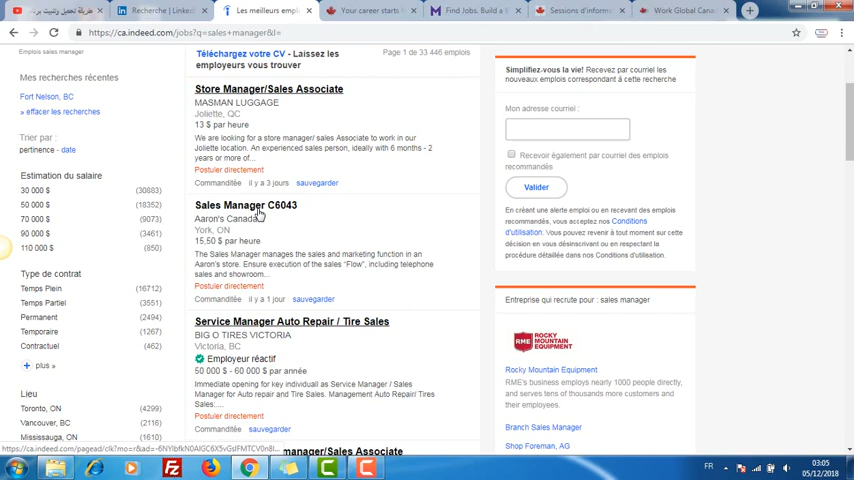 طريقة تحميل وتثبيت بر
Recherche | LinkedI
Les meilleurs emplo
Your career starts h
Find Jobs. Build a B
Sessions d'informa
Work Global Canad
https://ca.indeed.com/jobs?q=sales+manager&l=
Emplois sales manager
Mes recherches récentes
Fort Nelson, BC
» effacer les recherches
Trier par :
pertinence - date
Estimation du salaire
30 000 $ (30883)
50 000 $ (18352)
70 000 $ (9073)
90 000 $ (3461)
110 000 $ (850)
Type de contrat
Temps Plein (16712)
Temps Partiel (3551)
Permanent (2494)
Temporaire (1267)
Contractuel (462)
plus »
Lieu
Toronto, ON (4299)
Vancouver, BC (2116)
Mississauga, ON (1610)
Téléchargez votre CV - Laissez les
employeurs vous trouver
Page 1 de 33 446 emplois
Store Manager/Sales Associate
MASMAN LUGGAGE
Joliette, QC
13 $ par heure
We are looking for a store manager/ sales Associate to work in our
Joliette location. An experienced sales person, ideally with 6 months - 2
years or more of...
Postuler directement
Commanditée il y a 3 jours sauvegarder
Sales Manager C6043
Aaron's Canada
York, ON
15,50 $ par heure
The Sales Manager manages the sales and marketing function in an
Aaron's store. Ensure execution of the sales “Flow”, including telephone
sales and showroom...
Postuler directement
Commanditée il y a 1 jour sauvegarder
Service Manager Auto Repair / Tire Sales
BIG O TIRES VICTORIA
Victoria, BC
Employeur réactif
50 000 $ - 60 000 $ par année
Immediate opening for key individuall as Service Manager / Sales
Manager for Auto repair and Tire Sales. Management Auto Repair/ Tires
Sales:....
Postuler directement
Commanditée sauvegarder
manager/Sales Associate
Simplifiez-vous la vie! Recevez par courriel les
nouveaux emplois correspondant à cette recherche
Mon adresse courriel :
Recevoir également par courriel des emplois
recommandés
Valider
En créant une alerte emploi ou en recevant des emplois
recommandés, vous acceptez nos Conditions
d'utilisation. Vous pouvez revenir à tout moment sur cette
décision en vous désinscrivant ou en respectant la
procédure détaillée dans nos Conditions d'utilisation.
Entreprise qui recrute pour : sales manager
RME ROCKY MOUNTAIN EQUIPMENT
Rocky Mountain Equipment
RME's business employs nearly 1000 people directly,
and serves tens of thousands more customers and
their employees.
Branch Sales Manager
Shop Foreman, AG
FR
03:05
05/12/2018